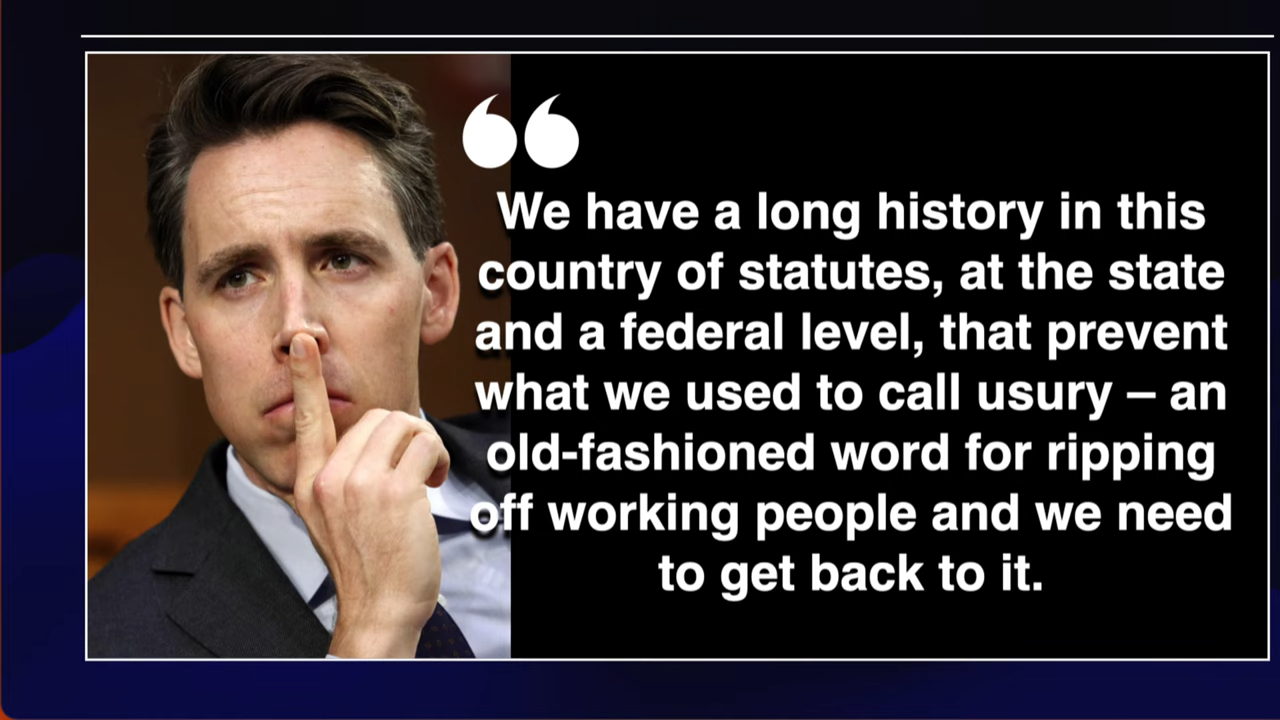 “
We have a long history in this
country of statutes, at the state
and a federal level, that prevent
what we used to call usury – an
old-fashioned word for ripping
off working people and we need
to get back to it.